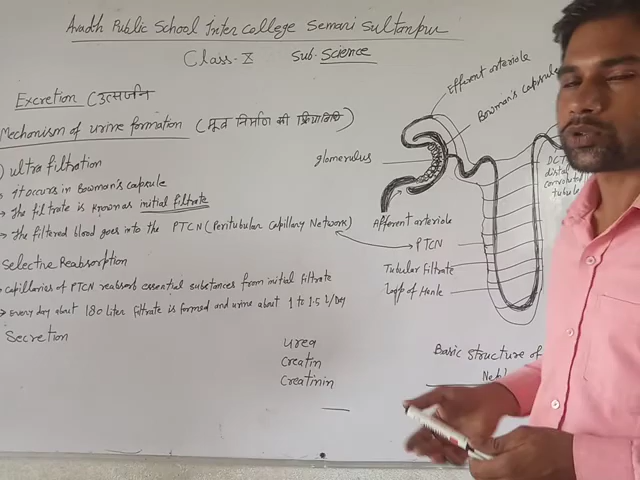 Avadh Public School Inter College Semari Sultanpur
Class-X Sub-Science
Excretion (उत्सर्जन
Mechanism of urine formation (मूत्र निर्माण की क्रियाविधि)
) ultrafiltration
It occurs in Bowman's capsule
The filtrate is known as initial filtrate
The filtered blood goes into the PTCN (Peritubular Capillary Network)
Selective Reabsorption
capillaries of PTCN reabsorb essential substances from initial filtrate
→ Every day about 180 liter filtrate is formed and urine about 1 to 1.5 L/Day
Secretion
Urea
Creatin
Creatinin
Efferent arteriole
Bowman's capsule
glomerulus
DCT
distal
convoluted
tubule
Afferent arteriole
PTCN
Tubular filtrate
Loop of Henle
Basic structure of